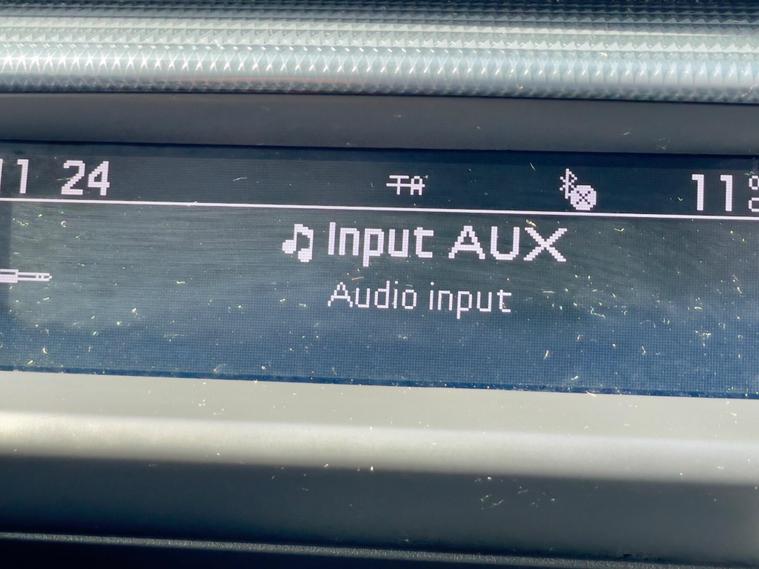 11 24 TA 11°
Input AUX
Audio input